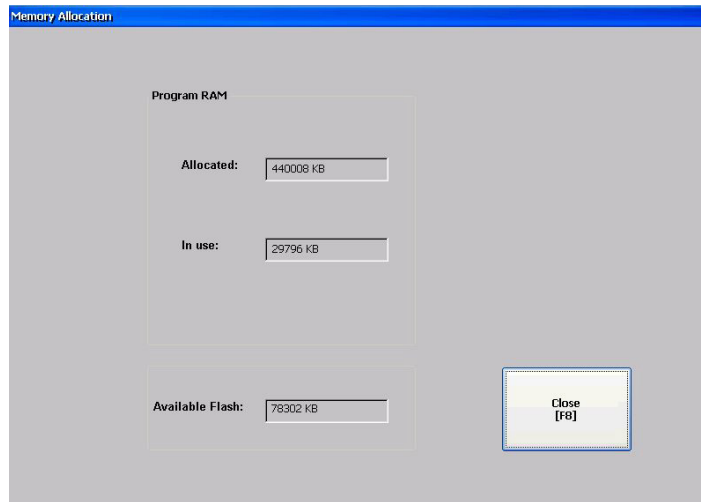 Memory Allocation
Program RAM
Allocated: 440008 KB
In use: 29796 KB
Available Flash: 78302 KB
Close
[F8]